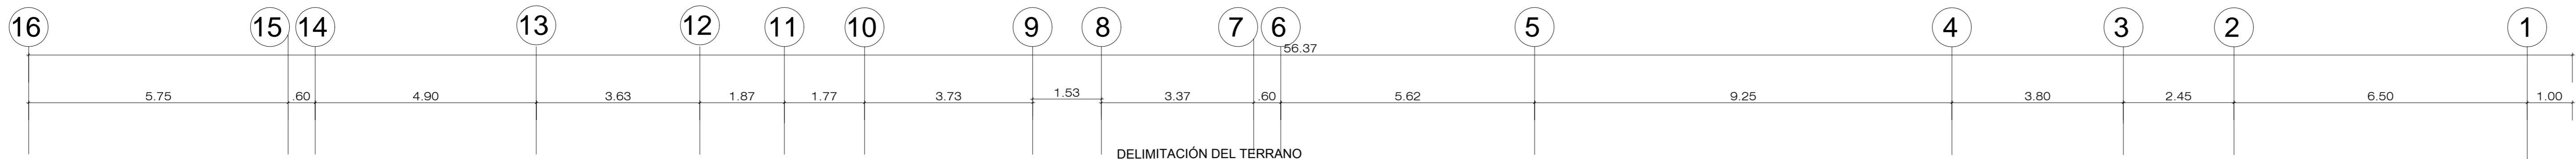 16 15 14 13 12 11 10 9 8 7 6 5 4 3 2 1
56.37
5.75 .60 4.90 3.63 1.87 1.77 3.73 1.53 3.37 .60 5.62 9.25 3.80 2.45 6.50 1.00
DELIMITACIÓN DEL TERRANO